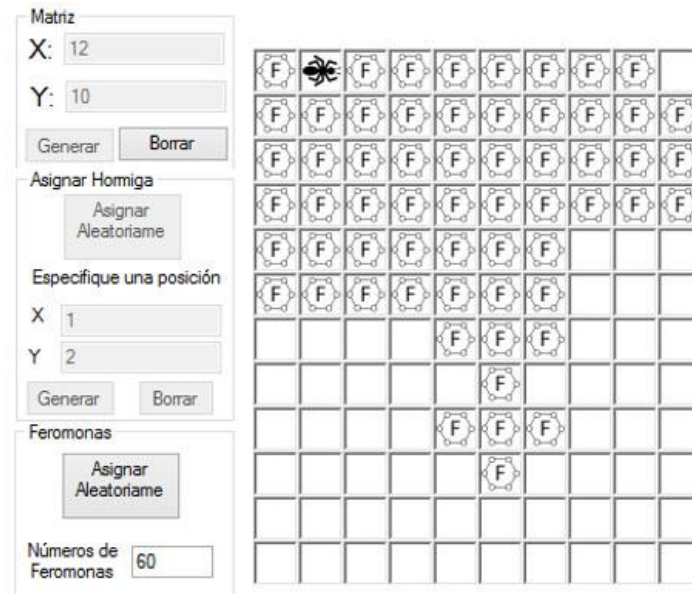 Matriz
X: 12
Y: 10
Generar Borrar
Asignar Hormiga
Asignar
Aleatoriame
Especifique una posición
X 1
Y 2
Generar Borrar
Feromonas
Asignar
Aleatoriame
Números de
Feromonas
60
F F F F F F F F
F F F F F F F F F F
F F F F F F F F F F
F F F F F F F F F F
F F F F F F F
F F F F F F F
F F F
F
F F F
F